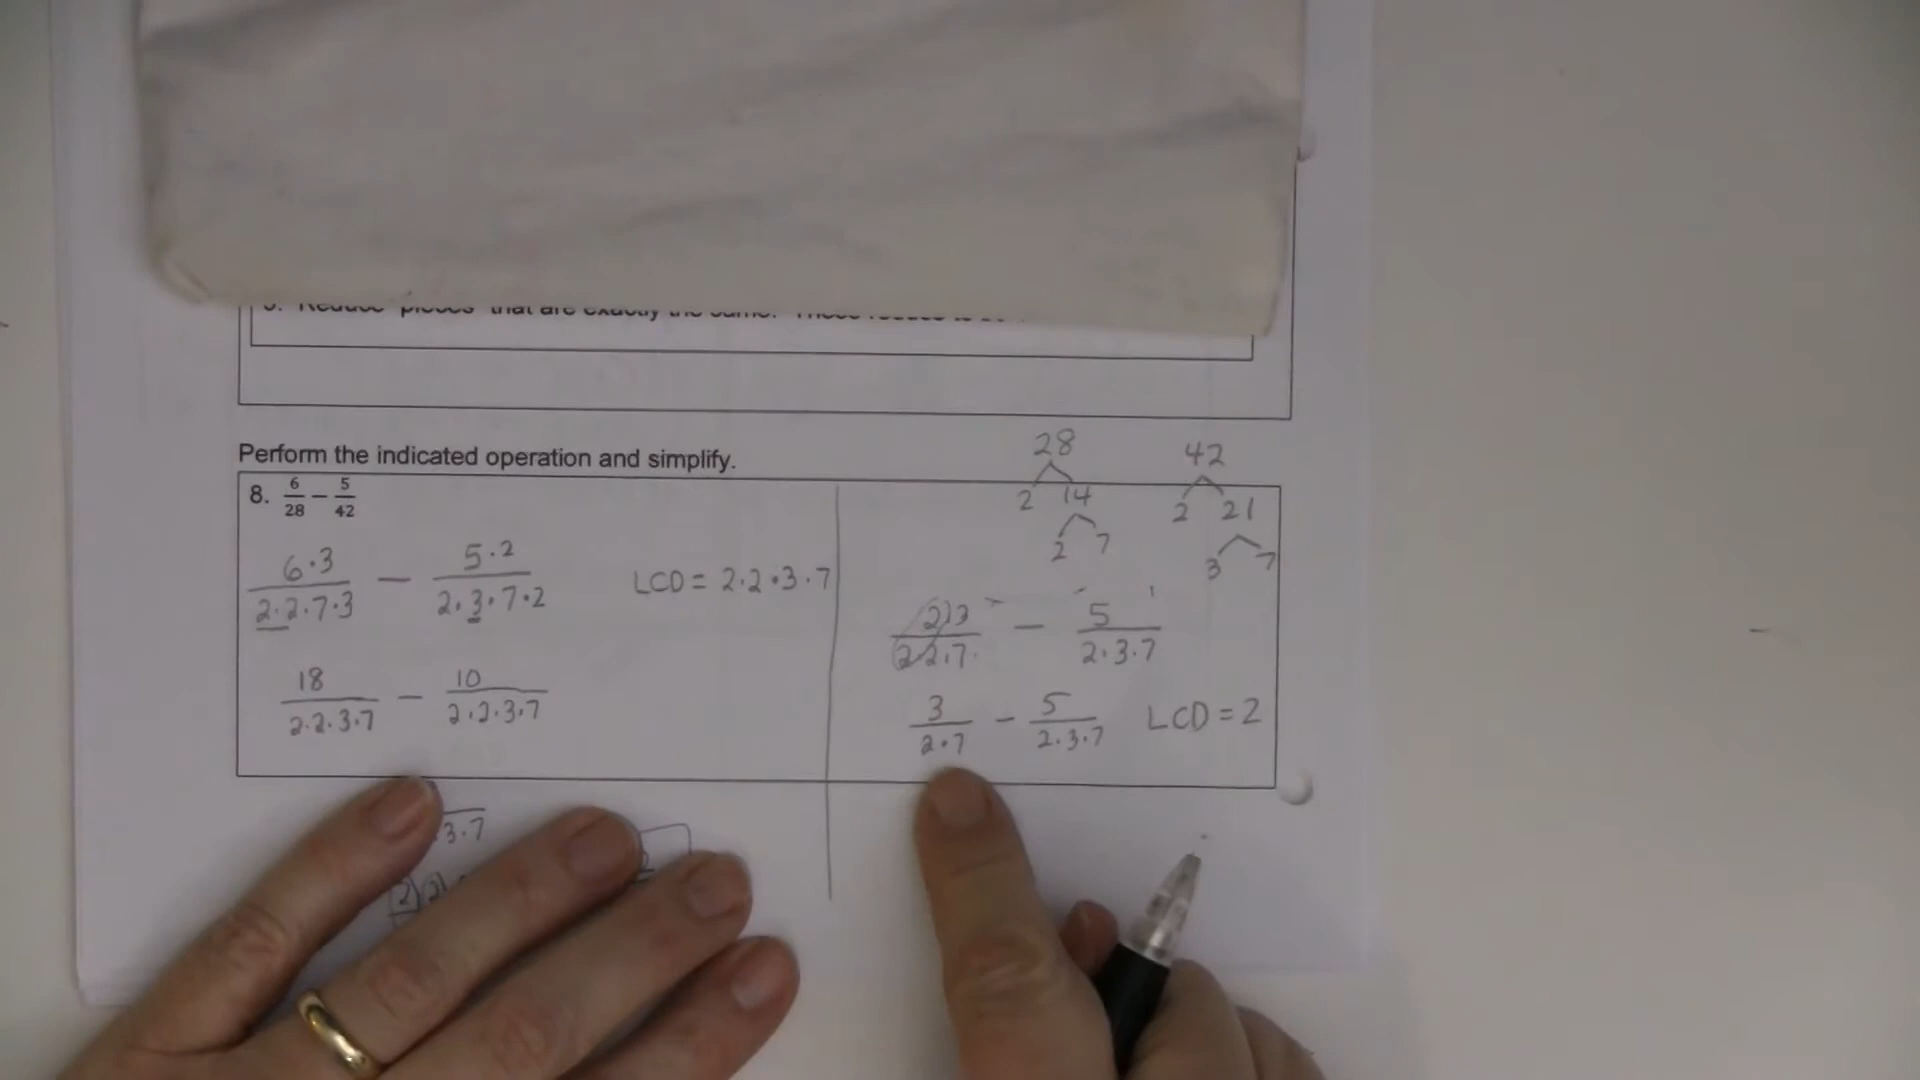 Perform the indicated operation and simplify.
8. 6/28 − 5/42
28
2 14
2 7
42
2 21
3 7
6·3/2·2·7·3 − 5·2/2·3·7·2
LCD = 2·2·3·7
18/2·2·3·7 − 10/2·2·3·7
3·7
2 2
2)3/2·2·7 − 5/2·3·7
3/2·7 − 5/2·3·7 LCD = 2